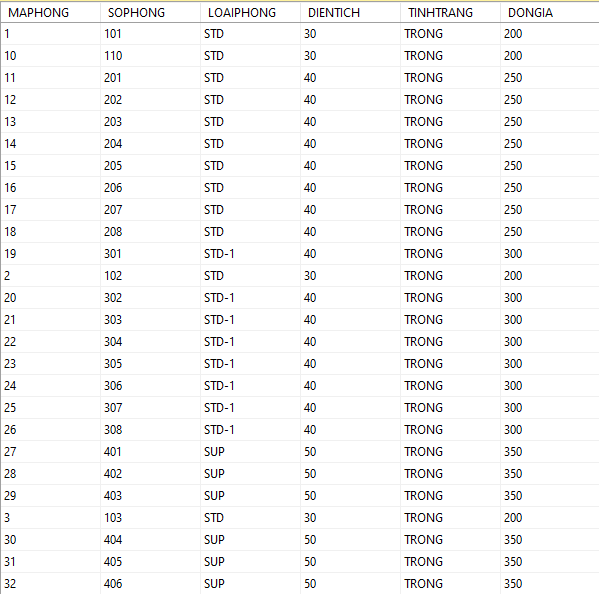 MAPHONG SOPHONG LOAIPHONG DIENTICH TINHTRANG DONGIA
1 101 STD 30 TRONG 200
10 110 STD 30 TRONG 200
11 201 STD 40 TRONG 250
12 202 STD 40 TRONG 250
13 203 STD 40 TRONG 250
14 204 STD 40 TRONG 250
15 205 STD 40 TRONG 250
16 206 STD 40 TRONG 250
17 207 STD 40 TRONG 250
18 208 STD 40 TRONG 250
19 301 STD-1 40 TRONG 300
2 102 STD 30 TRONG 200
20 302 STD-1 40 TRONG 300
21 303 STD-1 40 TRONG 300
22 304 STD-1 40 TRONG 300
23 305 STD-1 40 TRONG 300
24 306 STD-1 40 TRONG 300
25 307 STD-1 40 TRONG 300
26 308 STD-1 40 TRONG 300
27 401 SUP 50 TRONG 350
28 402 SUP 50 TRONG 350
29 403 SUP 50 TRONG 350
3 103 STD 30 TRONG 200
30 404 SUP 50 TRONG 350
31 405 SUP 50 TRONG 350
32 406 SUP 50 TRONG 350